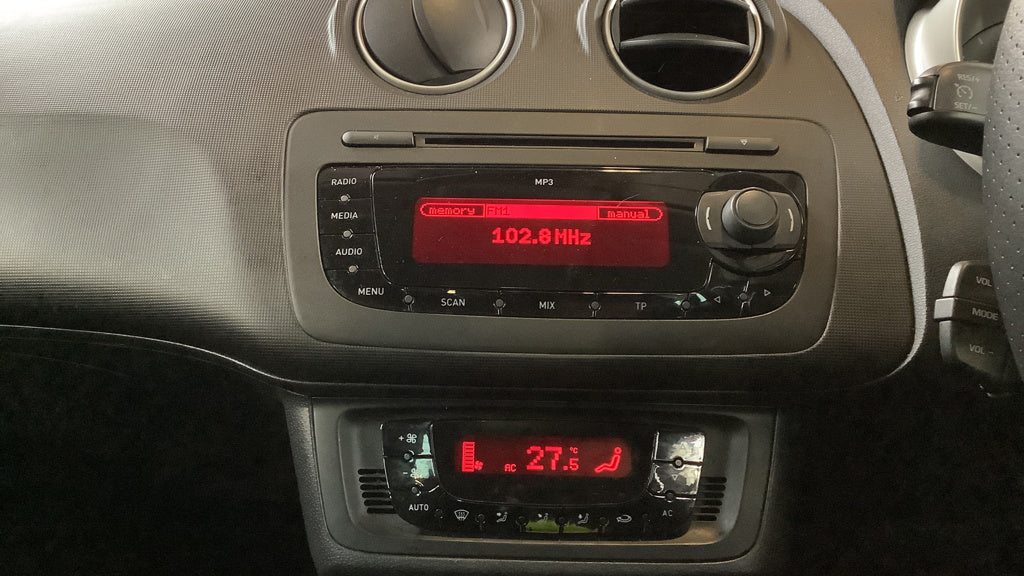 RES/+
SET/-
MP3
RADIO
memory FM1 manual
MEDIA
102.8 MHz
AUDIO
MENU
SCAN MIX TP
VOL
MODE
VOL -
+
AC 27.5 °C
-
AUTO
AC